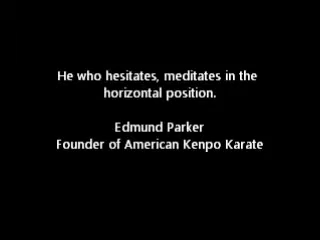 He who hesitates, meditates in the
horizontal position.
Edmund Parker
Founder of American Kenpo Karate